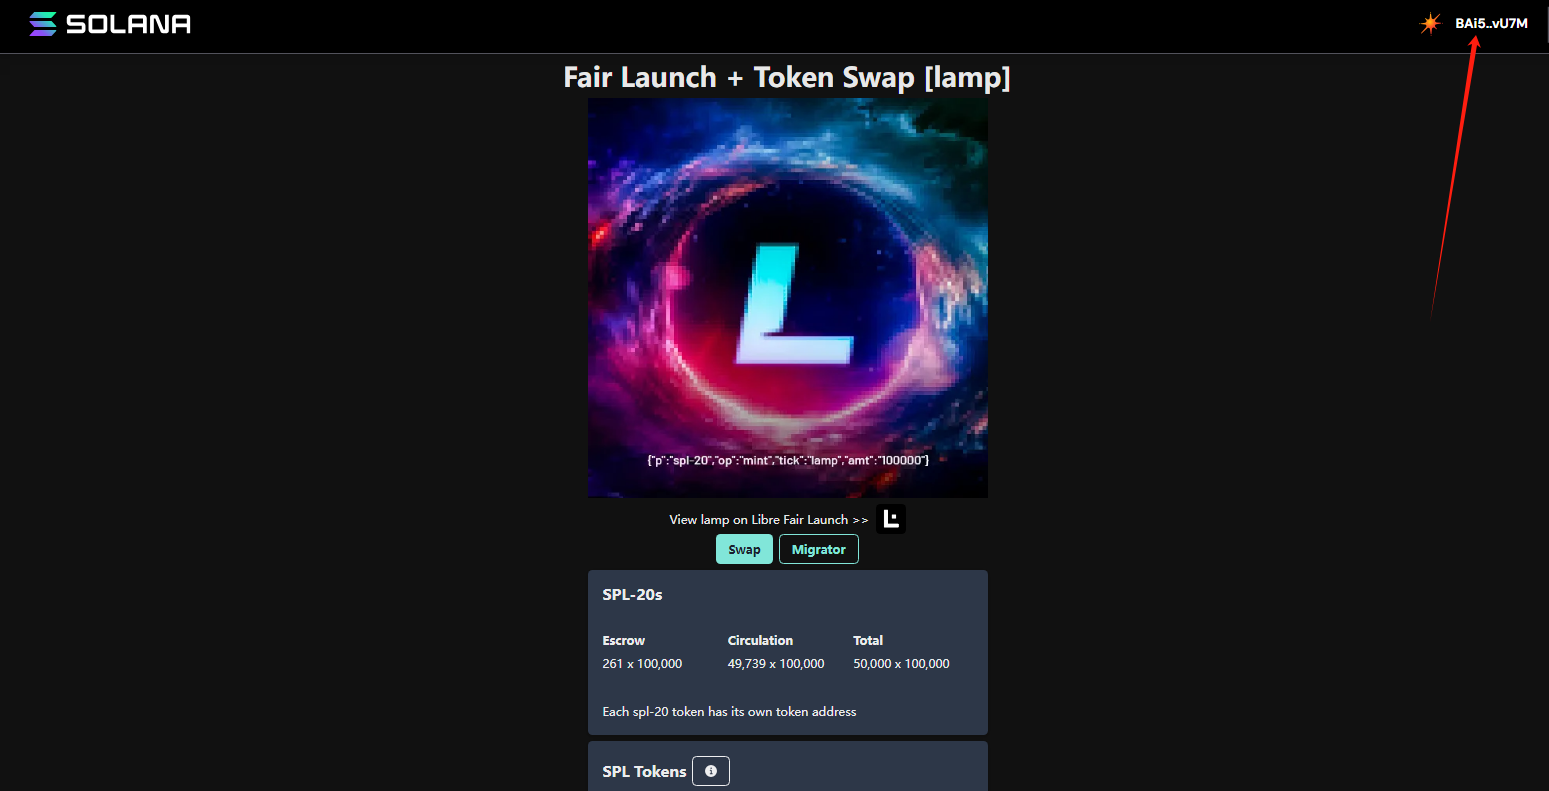 SOLANA
BAi5..vU7M
Fair Launch + Token Swap [lamp]
L
{"p":"spl-20","op":"mint","tick":"lamp","amt":"100000"}
View lamp on Libre Fair Launch >>
Swap Migrator
SPL-20s
Escrow Circulation Total
261 x 100,000 49,739 x 100,000 50,000 x 100,000
Each spl-20 token has its own token address
SPL Tokens